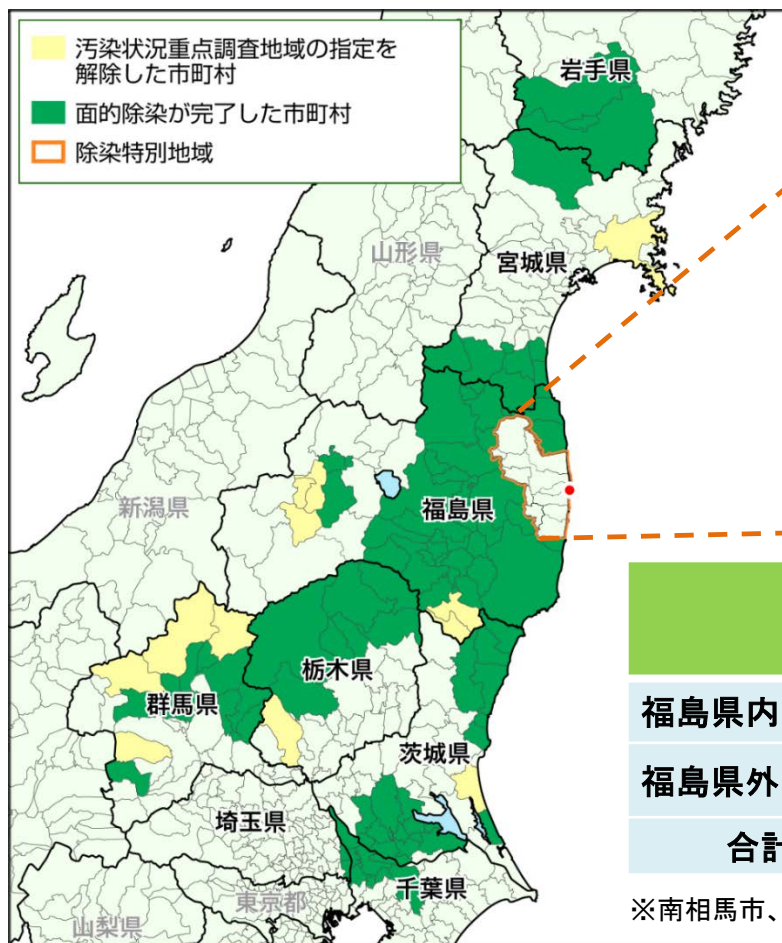 汚染状況重点調査地域の指定を
解除した市町村
面的除染が完了した市町村
除染特別地域
岩手県
山形県
宮城県
新潟県
福島県
栃木県
群馬県
茨城県
埼玉県
千葉県
東京都
山梨県
福島県内
福島県外
合計
※南相馬市、